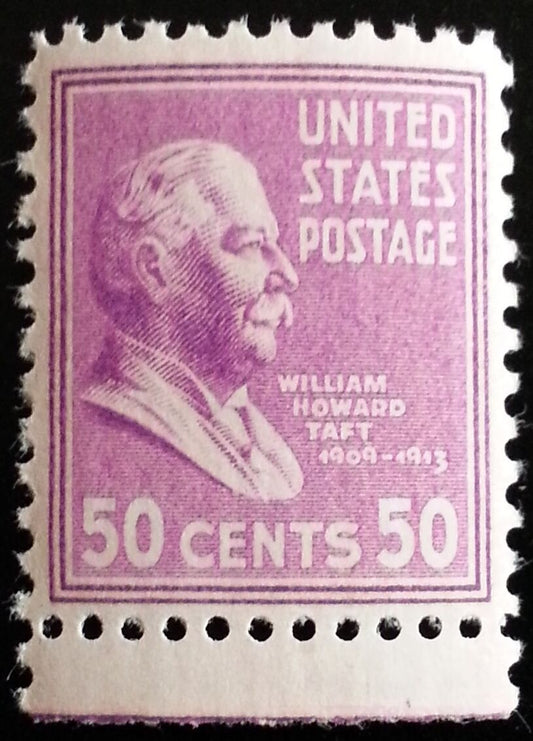 UNITED
STATES
POSTAGE
WILLIAM
HOWARD
TAFT
1909-1913
50 CENTS 50